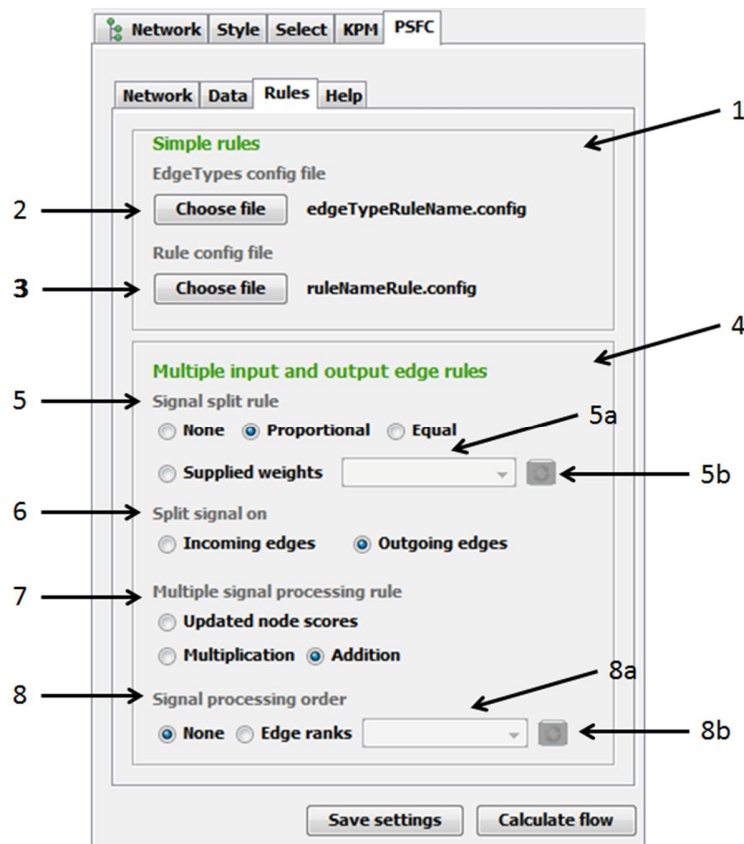 Network Style Select KPM PSFC
Network Data Rules Help
1
Simple rules
EdgeTypes config file
2 Choose file edgeTypeRuleName.config
Rule config file
3 Choose file ruleNameRule.config
4
Multiple input and output edge rules
5 Signal split rule
5a
None Proportional Equal
Supplied weights 5b
6 Split signal on
Incoming edges Outgoing edges
7 Multiple signal processing rule
Updated node scores
Multiplication Addition
8a
8 Signal processing order
None Edge ranks 8b
Save settings Calculate flow